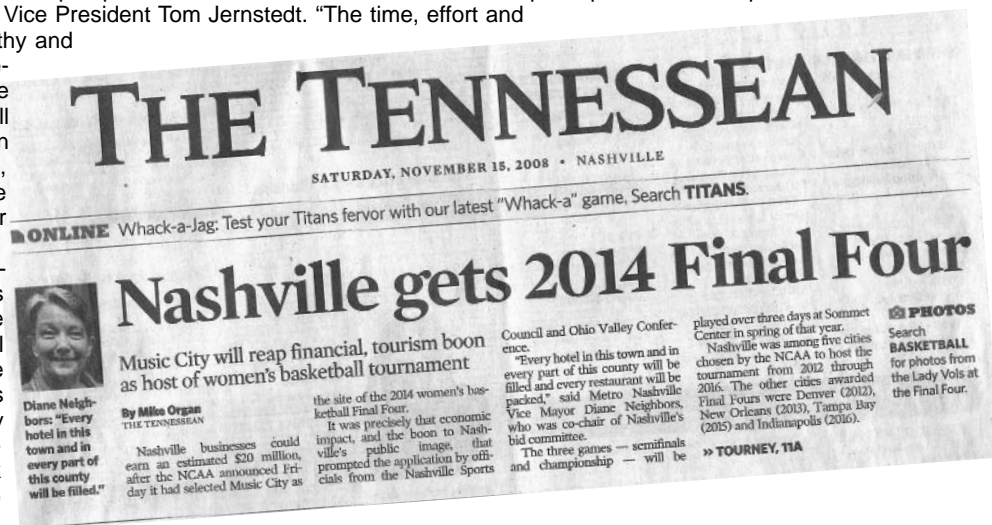 Vice President Tom Jernstedt. “The time, effort and
thy and
THE TENNESSEAN
SATURDAY, NOVEMBER 15, 2008 • NASHVILLE
ONLINE Whack-a-Jag: Test your Titans fervor with our latest "Whack-a" game, Search TITANS.
Nashville gets 2014 Final Four
Music City will reap financial, tourism boon
as host of women's basketball tournament
Diane Neigh-
bors: "Every
hotel in this
town and in
every part of
this county
will be filled."
By Mike Organ
THE TENNESSEAN
Nashville businesses could
earn an estimated $20 million,
after the NCAA announced Fri-
day it had selected Music City as
the site of the 2014 women's bas-
ketball Final Four.
It was precisely that economic
impact, and the boon to Nash-
ville's public image, that
prompted the application by offi-
cials from the Nashville Sports
Council and Ohio Valley Confer-
ence.
"Every hotel in this town and in
every part of this county will be
filled and every restaurant will be
packed," said Metro Nashville
Vice Mayor Diane Neighbors,
who was co-chair of Nashville's
bid committee.
The three games — semifinals
and championship — will be
played over three days at Sommet
Center in spring of that year.
Nashville was among five cities
chosen by the NCAA to host the
tournament from 2012 through
2016. The other cities awarded
Final Fours were Denver (2012),
New Orleans (2013), Tampa Bay
(2015) and Indianapolis (2016).
» TOURNEY, 11A
PHOTOS
Search
BASKETBALL
for photos from
the Lady Vols at
the Final Four.